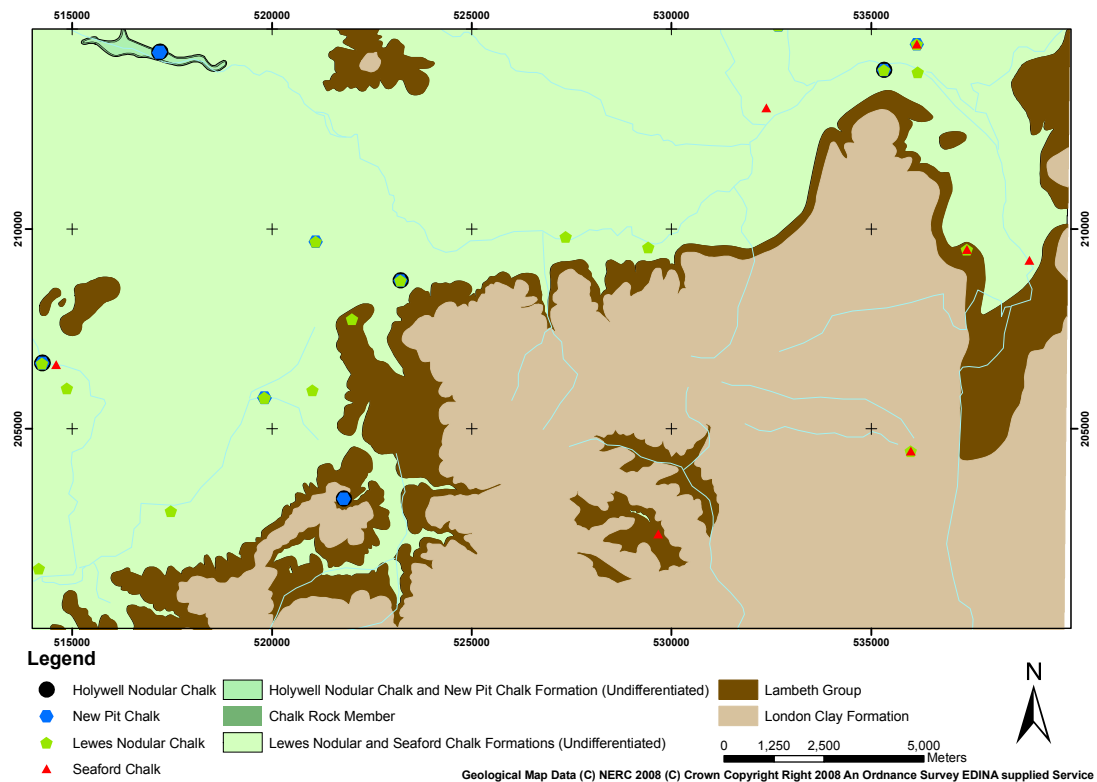 515000 520000 525000 530000 535000
210000 210000
205000 205000
515000 520000 525000 530000 535000
Legend
Holywell Nodular Chalk Holywell Nodular Chalk and New Pit Chalk Formation (Undifferentiated) Lambeth Group
New Pit Chalk Chalk Rock Member London Clay Formation
Lewes Nodular Chalk Lewes Nodular and Seaford Chalk Formations (Undifferentiated)
Seaford Chalk
N
0 1,250 2,500 5,000
Meters
Geological Map Data (C) NERC 2008 (C) Crown Copyright Right 2008 An Ordnance Survey EDINA supplied Service